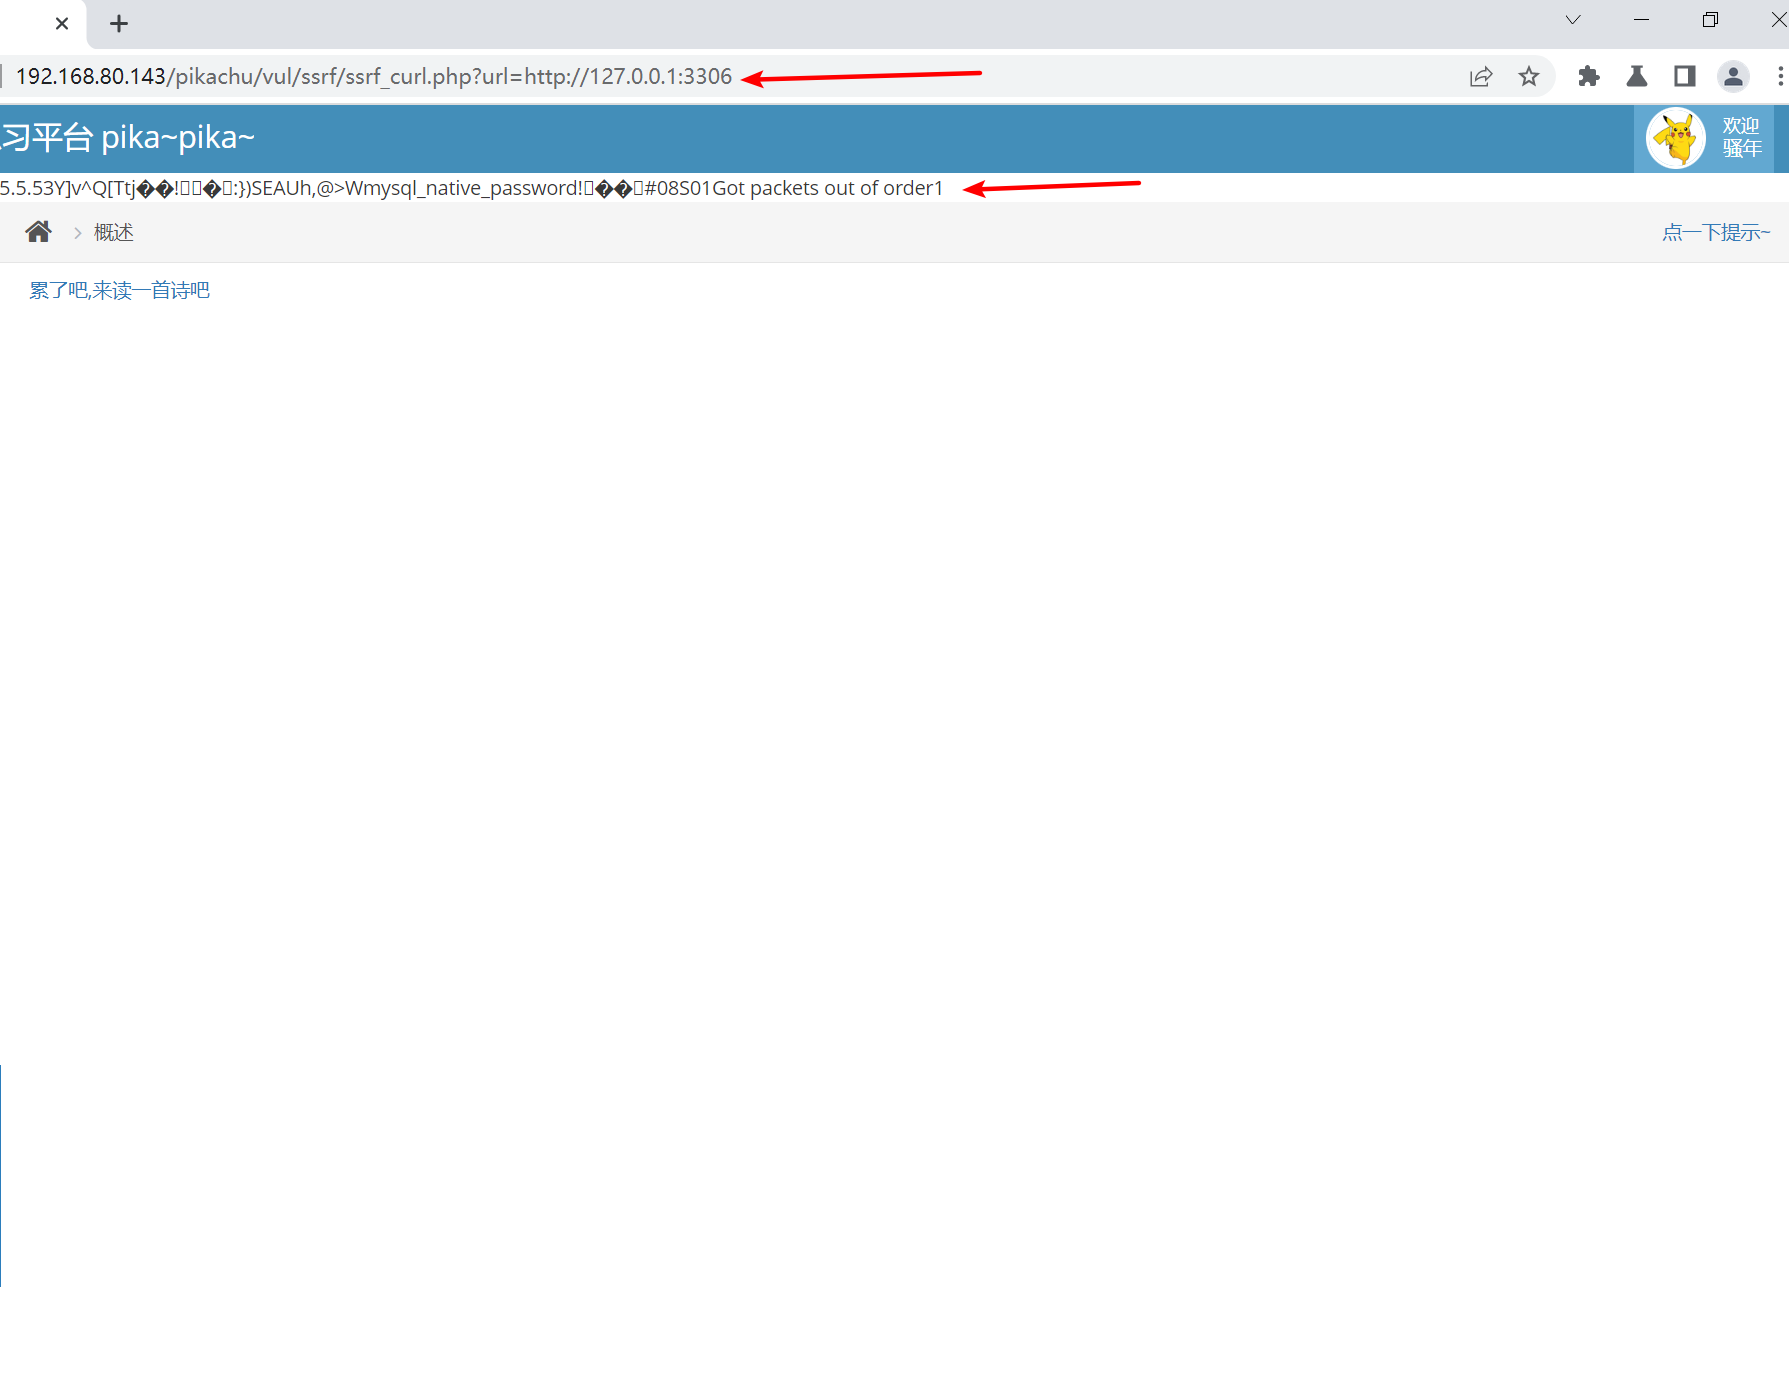 192.168.80.143/pikachu/vul/ssrf/ssrf_curl.php?url=http://127.0.0.1:3306
习平台 pika~pika~
欢迎
骚年
5.5.53Y]v^Q[Ttj��!▯▯�▯:})SEAUh,@>Wmysql_native_password!▯��▯#08S01Got packets out of order1
概述
点一下提示~
累了吧,来读一首诗吧